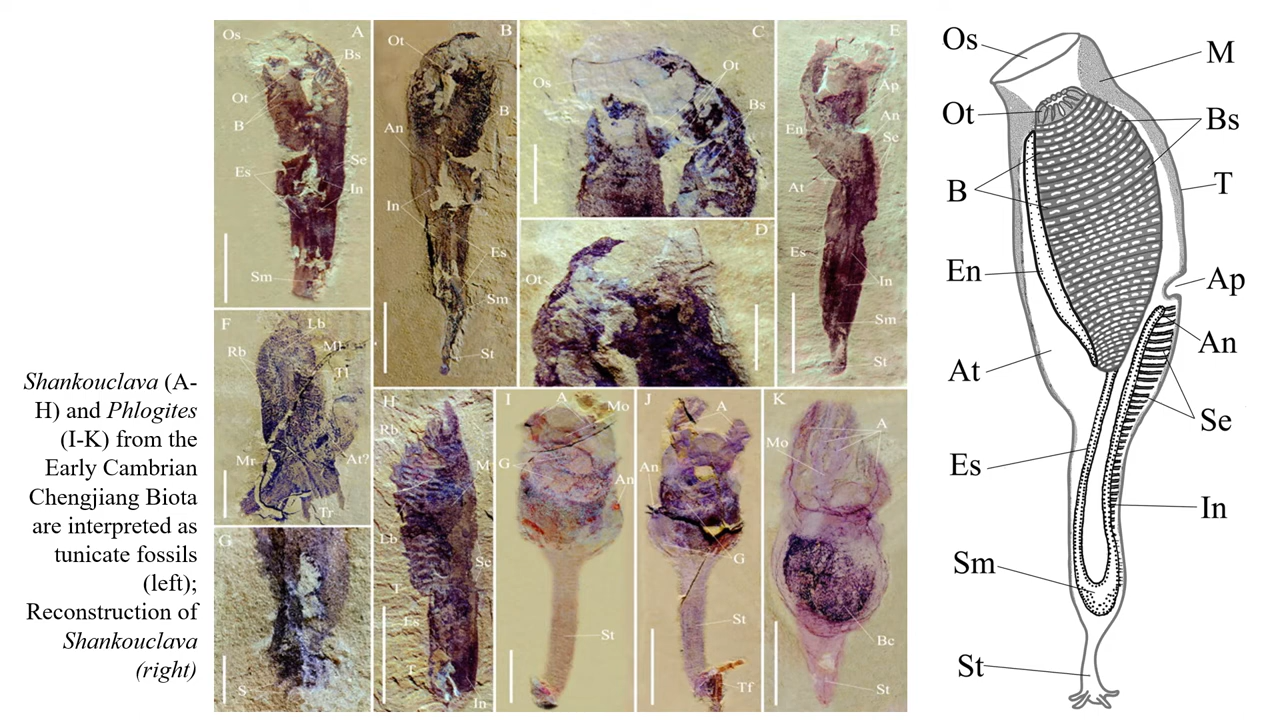 Shankouclava (A-
H) and Phlogites
(I-K) from the
Early Cambrian
Chengjiang Biota
are interpreted as
tunicate fossils
(left);
Reconstruction of
Shankouclava
(right)
A
Os
Bs
Ot
B
Se
Es
In
Sm
B
Ot
B
An
In
Es
Sm
St
C
Os
Ot
Bs
D
Ot
E
Ap
An
En
Se
At
Es
In
Sm
St
F
Lb
Rb
Tl
Mr
At?
Tr
G
S
H
Rb
M
Lb
Sc
T
Es
T
In
I
A
Mo
G
An
St
J
A
An
G
St
Tf
K
A
Mo
Bc
St
Os
M
Ot
Bs
B
T
En
Ap
An
At
Se
Es
In
Sm
St